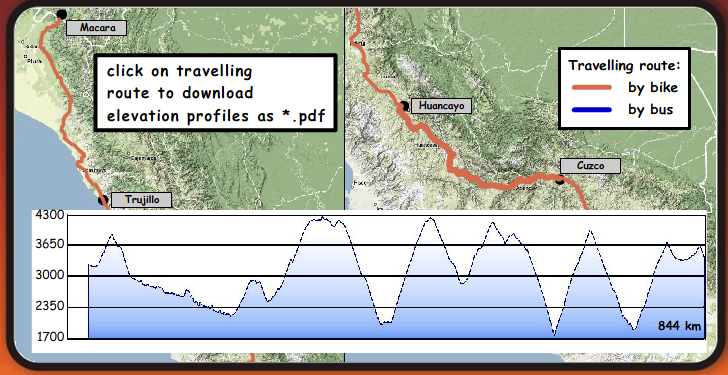 Macara
click on travelling
route to download
elevation profiles as *.pdf
Trujillo
Travelling route:
by bike
by bus
Huancayo
Cuzco
4300
3650
3000
2350
1700
844 km